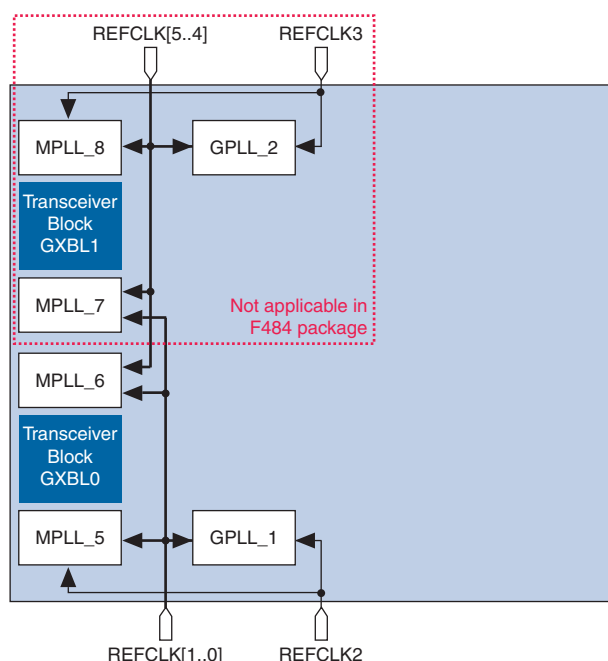 REFCLK[5..4]
REFCLK3
MPLL_8
GPLL_2
Transceiver
Block
GXBL1
MPLL_7
Not applicable in
F484 package
MPLL_6
Transceiver
Block
GXBL0
MPLL_5
GPLL_1
REFCLK[1..0]
REFCLK2